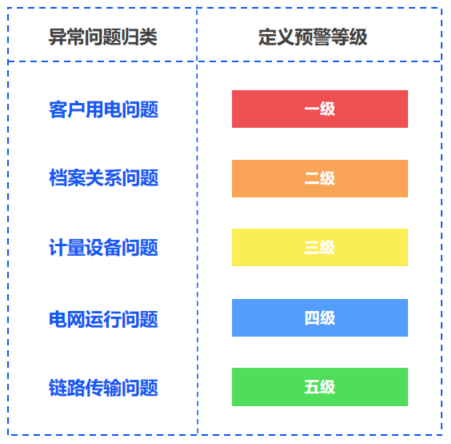 异常问题归类 定义预警等级
客户用电问题 一级
档案关系问题 二级
计量设备问题 三级
电网运行问题 四级
链路传输问题 五级